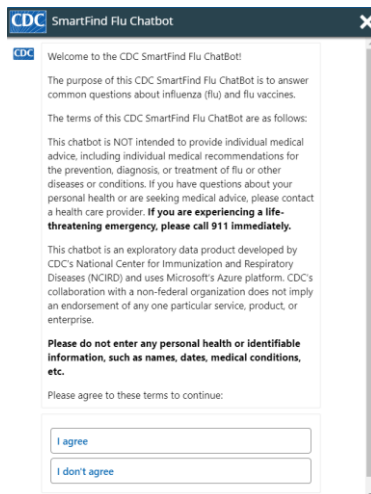 CDC SmartFind Flu Chatbot
CDC Welcome to the CDC SmartFind Flu ChatBot!
The purpose of this CDC SmartFind Flu ChatBot is to answer
common questions about influenza (flu) and flu vaccines.
The terms of this CDC SmartFind Flu ChatBot are as follows:
This chatbot is NOT intended to provide individual medical
advice, including individual medical recommendations for
the prevention, diagnosis, or treatment of flu or other
diseases or conditions. If you have questions about your
personal health or are seeking medical advice, please contact
a health care provider. If you are experiencing a life-
threatening emergency, please call 911 immediately.
This chatbot is an exploratory data product developed by
CDC's National Center for Immunization and Respiratory
Diseases (NCIRD) and uses Microsoft's Azure platform. CDC's
collaboration with a non-federal organization does not imply
an endorsement of any one particular service, product, or
enterprise.
Please do not enter any personal health or identifiable
information, such as names, dates, medical conditions,
etc.
Please agree to these terms to continue:
I agree
I don't agree